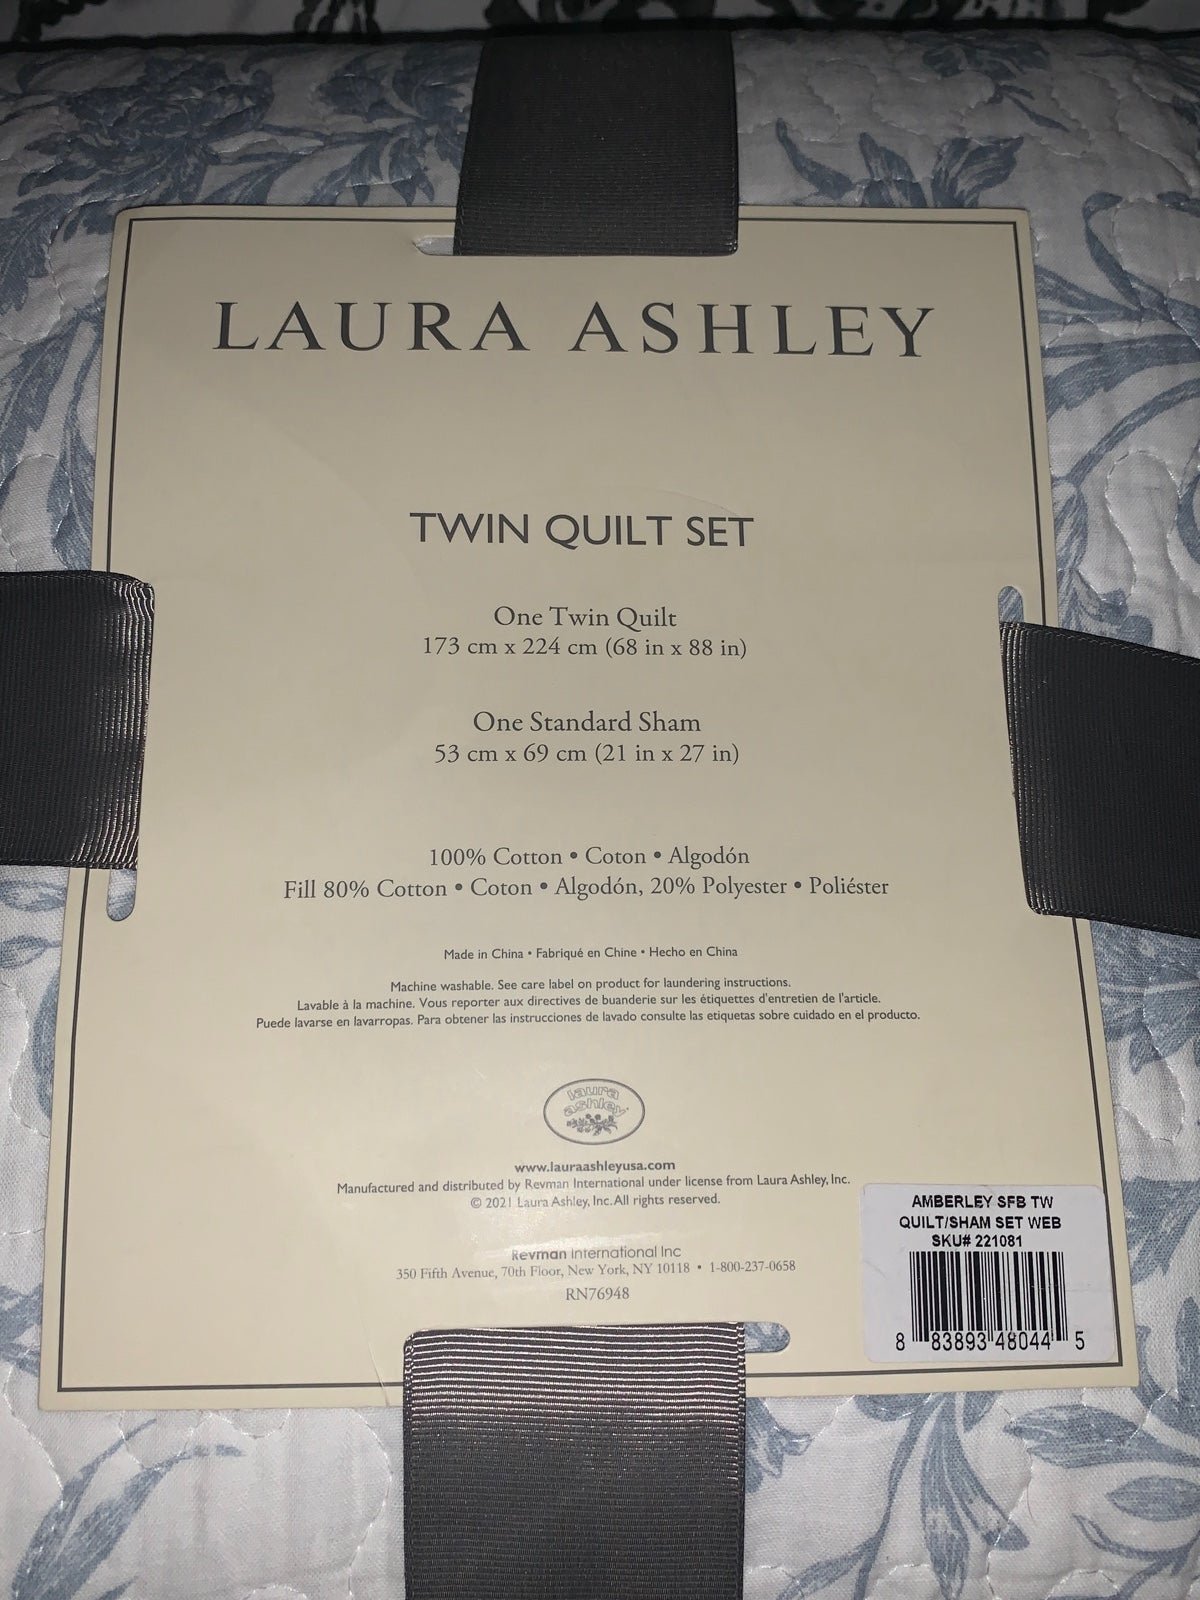 LAURA ASHLEY
TWIN QUILT SET
One Twin Quilt
173 cm x 224 cm (68 in x 88 in)
One Standard Sham
53 cm x 69 cm (21 in x 27 in)
100% Cotton • Coton • Algodón
Fill 80% Cotton • Coton • Algodón, 20% Polyester • Poliéster
Made in China • Fabriqué en Chine • Hecho en China
Machine washable. See care label on product for laundering instructions.
Lavable à la machine. Vous reporter aux directives de buanderie sur les étiquettes d'entretien de l'article.
Puede lavarse en lavarropas. Para obtener las instrucciones de lavado consulte las etiquetas sobre cuidado en el producto.
laura
ashley
www.lauraashleyusa.com
Manufactured and distributed by Revman International under license from Laura Ashley, Inc.
© 2021 Laura Ashley, Inc. All rights reserved.
Revman International Inc
350 Fifth Avenue, 70th Floor, New York, NY 10118 • 1-800-237-0658
RN76948
AMBERLEY SFB TW
QUILT/SHAM SET WEB
SKU# 221081
8 83893 48044 5